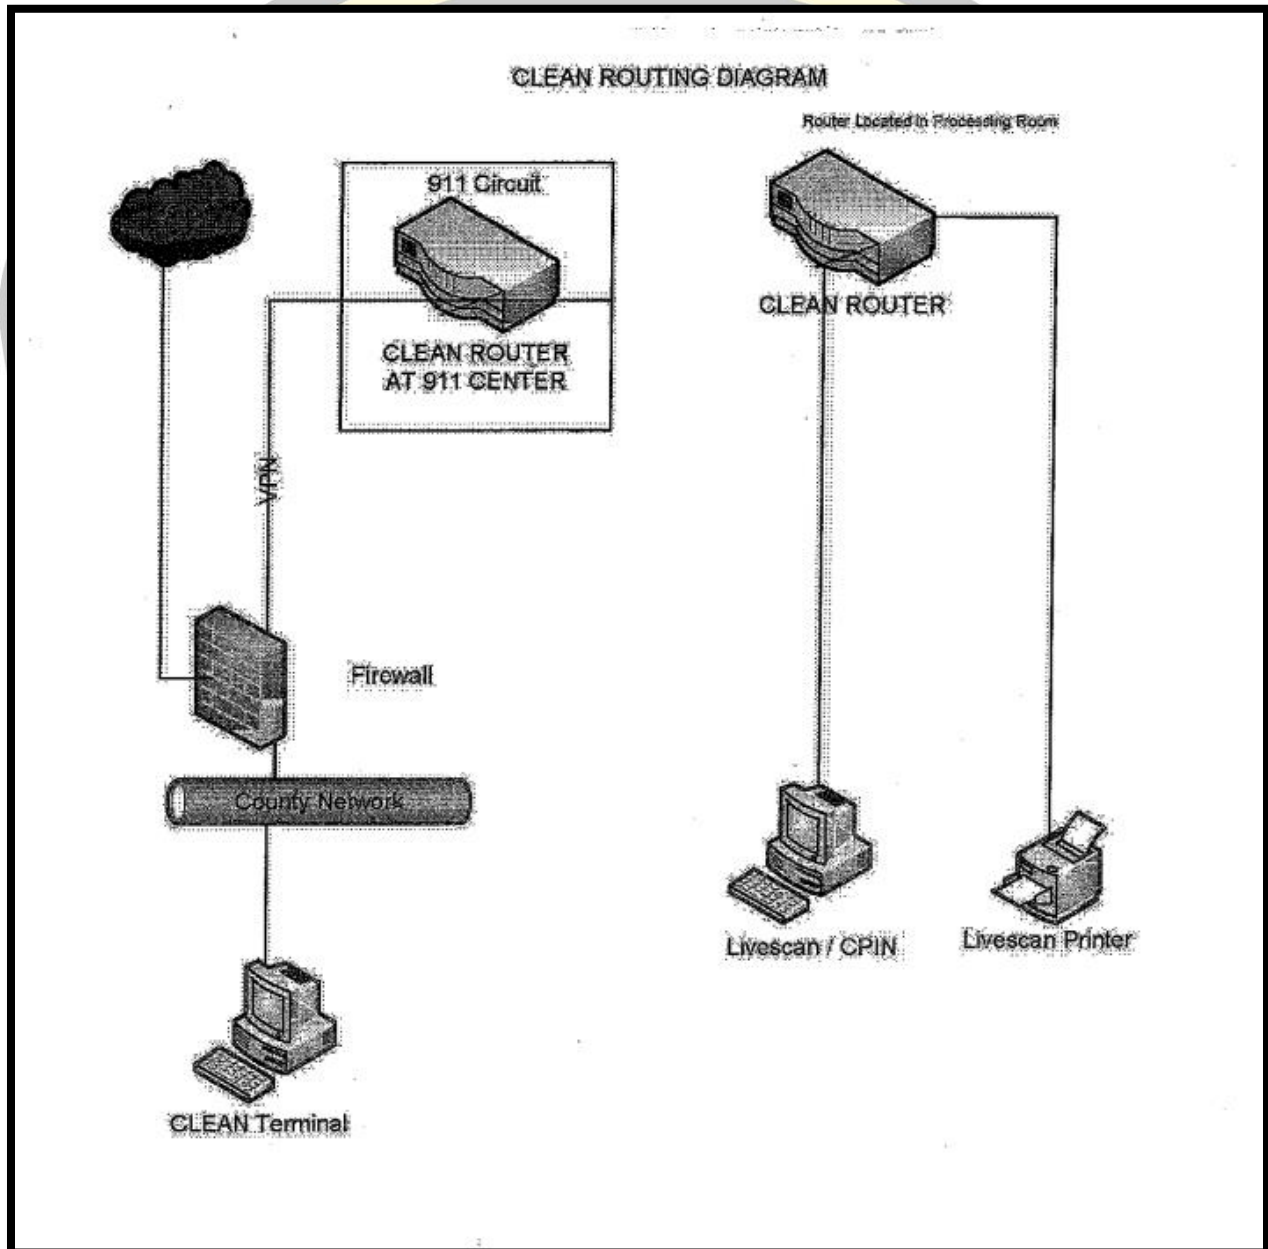 CLEAN ROUTING DIAGRAM
Router Located in Processing Room
911 Circuit
CLEAN ROUTER
AT 911 CENTER
CLEAN ROUTER
VPN
Firewall
County Network
Livescan / CPIN
Livescan Printer
CLEAN Terminal